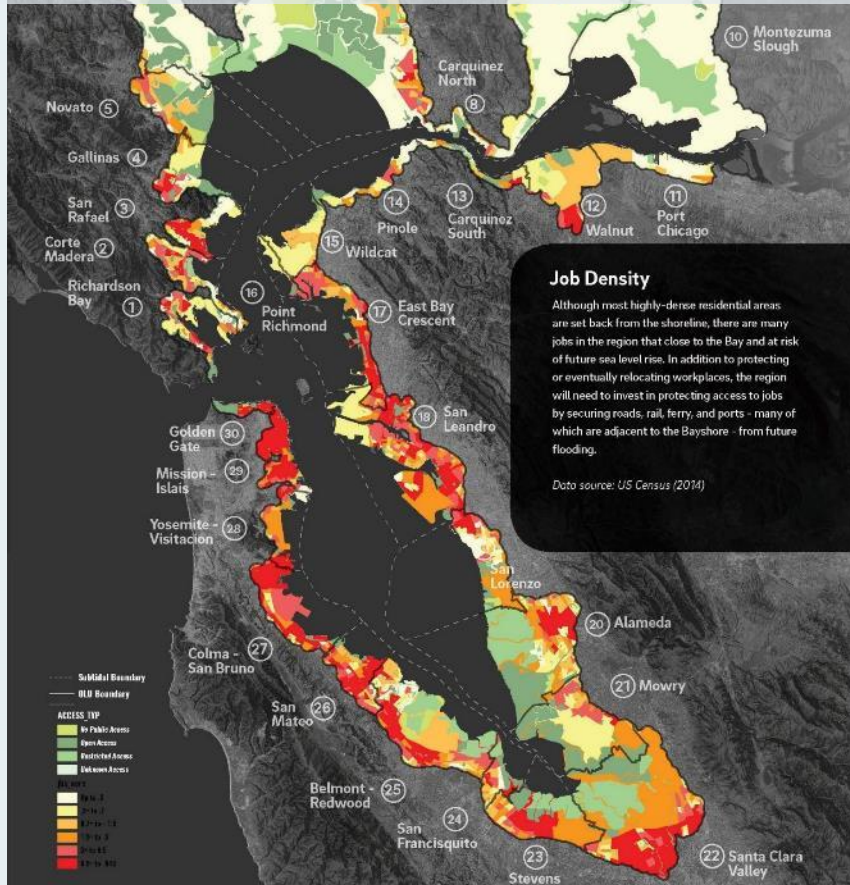 10 Montezuma
Slough
Carquinez
North
8
Novato 5
Gallinas
4
San
Rafael
3
Corte
Madera
2
Richardson
Bay
1
14
Pinole
13
Carquinez
South
12
Walnut
11
Port
Chicago
15
Wildcat
16
Point
Richmond
17 East Bay
Crescent
18 San
Leandro
Job Density
Although most highly-dense residential areas
are set back from the shoreline, there are many
jobs in the region that close to the Bay and at risk
of future sea level rise. In addition to protecting
or eventually relocating workplaces, the region
will need to invest in protecting access to jobs
by securing roads, rail, ferry, and ports - many of
which are adjacent to the Bayshore - from future
flooding.
Data source: US Census (2014)
Golden
Gate
30
Mission -
Islais
29
Yosemite -
Visitacion
28
San
Lorenzo
20 Alameda
21 Mowry
Colma -
San Bruno
27
San
Mateo
26
Belmont -
Redwood
25
San
Francisquito
24
23
Stevens
22 Santa Clara
Valley
Subtidal Boundary
OLU Boundary
ACCESS_TYP
No Public Access
Open Access
Restricted Access
Unknown Access